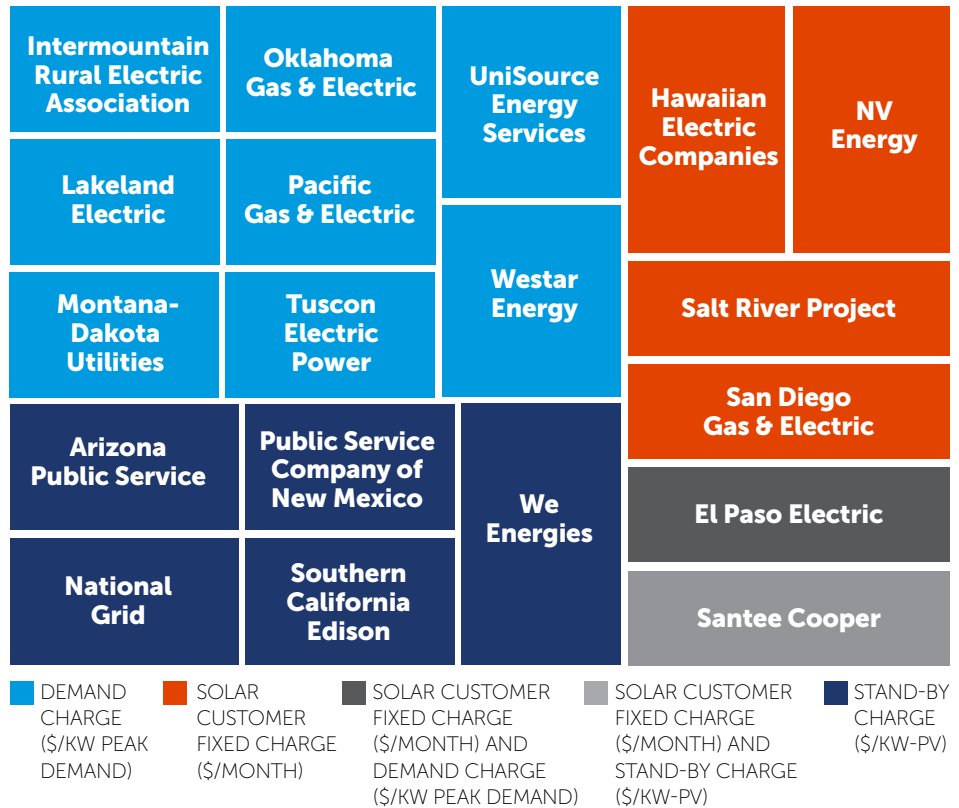 Intermountain
Rural Electric
Association
Oklahoma
Gas & Electric
UniSource
Energy
Services
Hawaiian
Electric
Companies
NV
Energy
Lakeland
Electric
Pacific
Gas & Electric
Westar
Energy
Salt River Project
Montana-
Dakota
Utilities
Tuscon
Electric
Power
San Diego
Gas & Electric
Arizona
Public Service
Public Service
Company of
New Mexico
We
Energies
El Paso Electric
National
Grid
Southern
California
Edison
Santee Cooper
DEMAND
CHARGE
($/KW PEAK
DEMAND)
SOLAR
CUSTOMER
FIXED CHARGE
($/MONTH)
SOLAR CUSTOMER
FIXED CHARGE
($/MONTH) AND
DEMAND CHARGE
($/KW PEAK DEMAND)
SOLAR CUSTOMER
FIXED CHARGE
($/MONTH) AND
STAND-BY CHARGE
($/KW-PV)
STAND-BY
CHARGE
($/KW-PV)